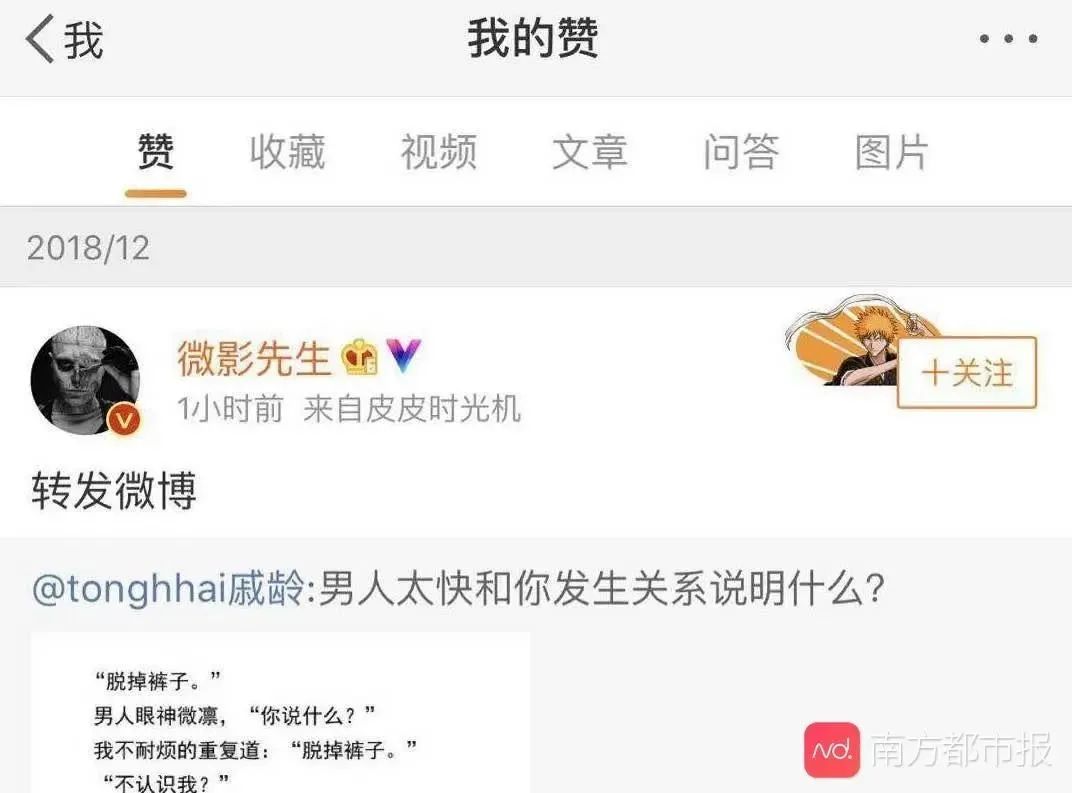 我
我的赞
赞 收藏 视频 文章 问答 图片
2018/12
微影先生
+关注
1小时前 来自皮皮时光机
转发微博
@tonghhai戚龄:男人太快和你发生关系说明什么?
“脱掉裤子。”
男人眼神微凛，“你说什么？”
我不耐烦的重复道：“脱掉裤子。”
“不认识我？”
nd.
南方都市报